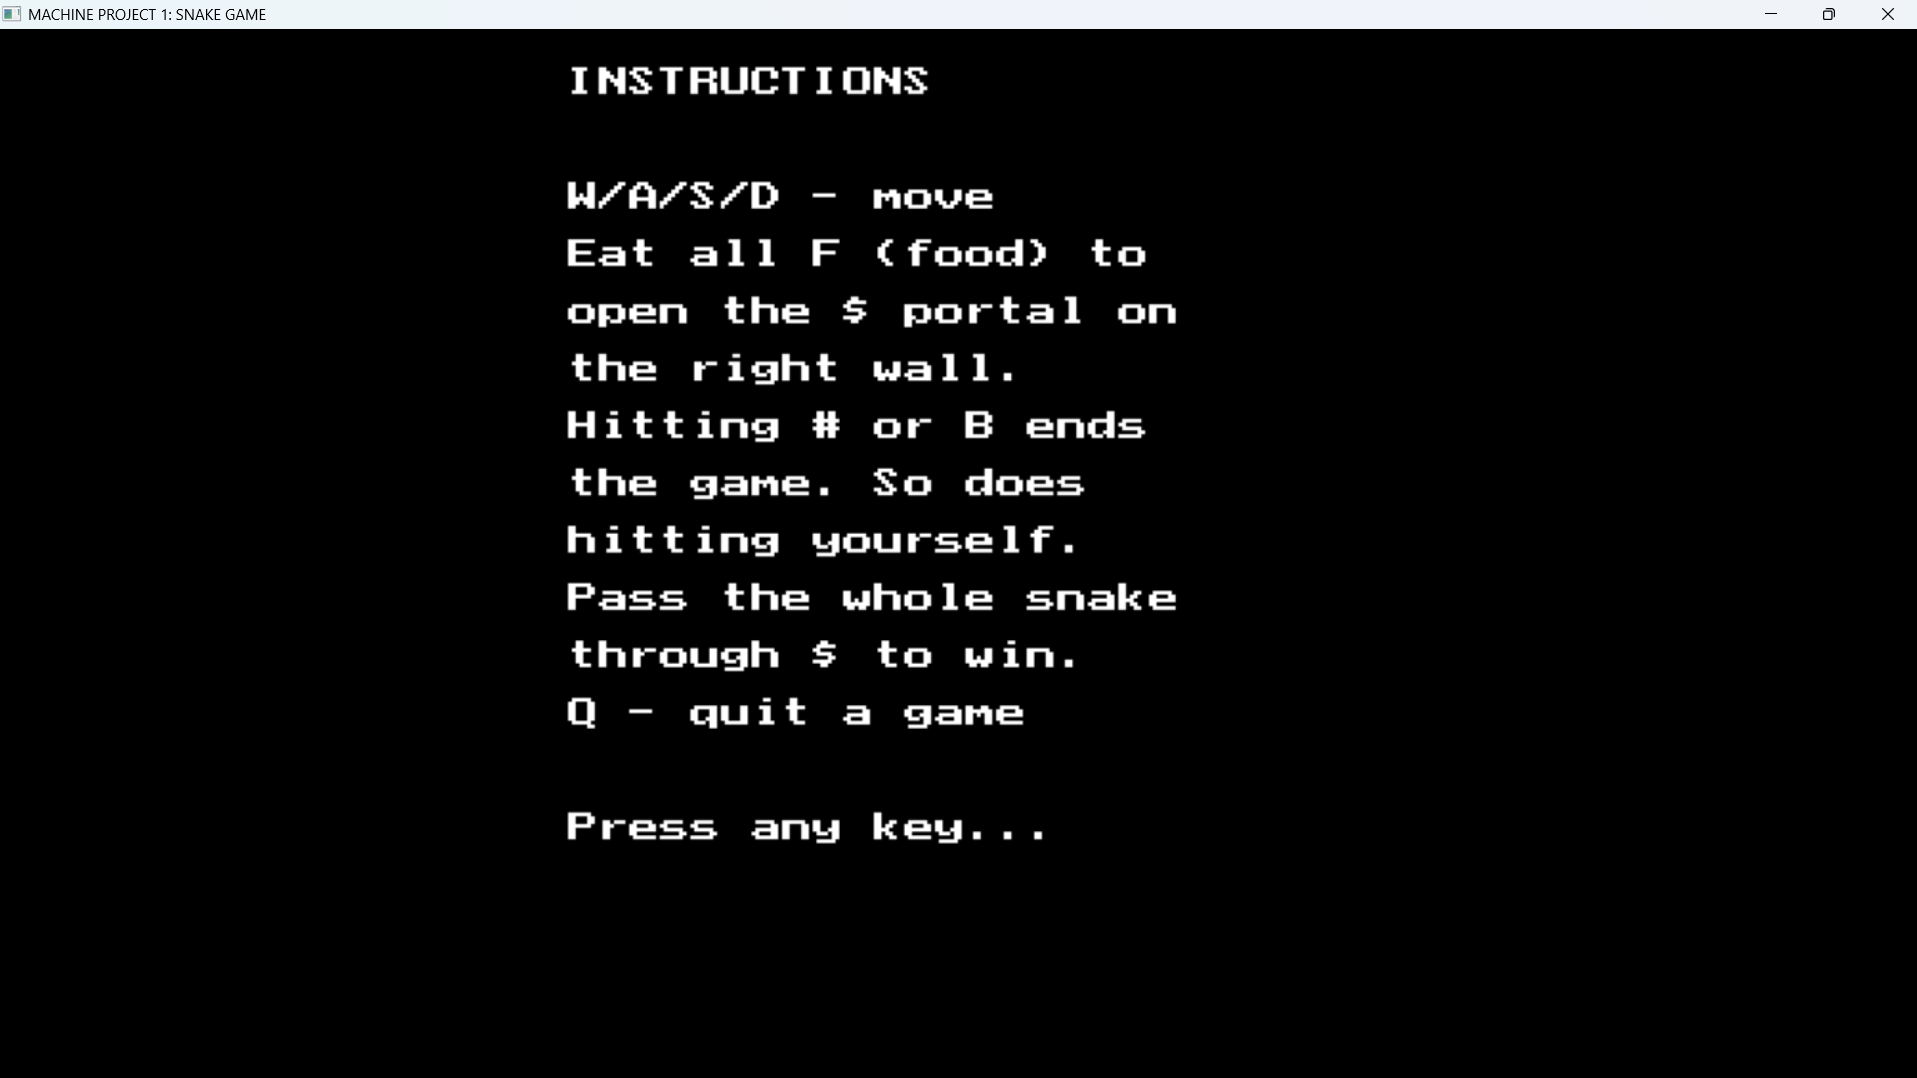 MACHINE PROJECT 1: SNAKE GAME
INSTRUCTIONS
W/A/S/D - move
Eat all F (food) to
open the $ portal on
the right wall.
Hitting # or B ends
the game. So does
hitting yourself.
Pass the whole snake
through $ to win.
Q - quit a game
Press any key...